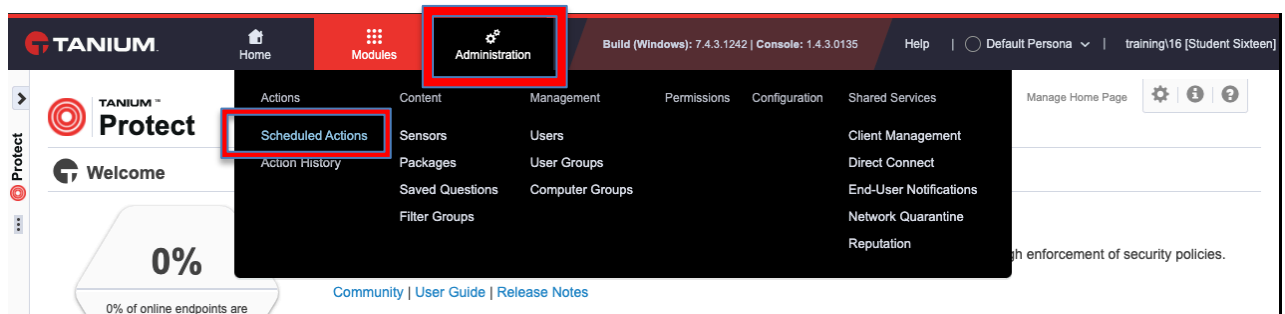 TANIUM.
Home
Modules
Administration
Build (Windows): 7.4.3.1242 | Console: 1.4.3.0135
Help | Default Persona | training\16 [Student Sixteen]
Protect
TANIUM™
Protect
Actions
Scheduled Actions
Action History
Content
Sensors
Packages
Saved Questions
Filter Groups
Management
Users
User Groups
Computer Groups
Permissions
Configuration
Shared Services
Client Management
Direct Connect
End-User Notifications
Network Quarantine
Reputation
Manage Home Page
Welcome
0%
0% of online endpoints are
enforcement of security policies.
Community | User Guide | Release Notes